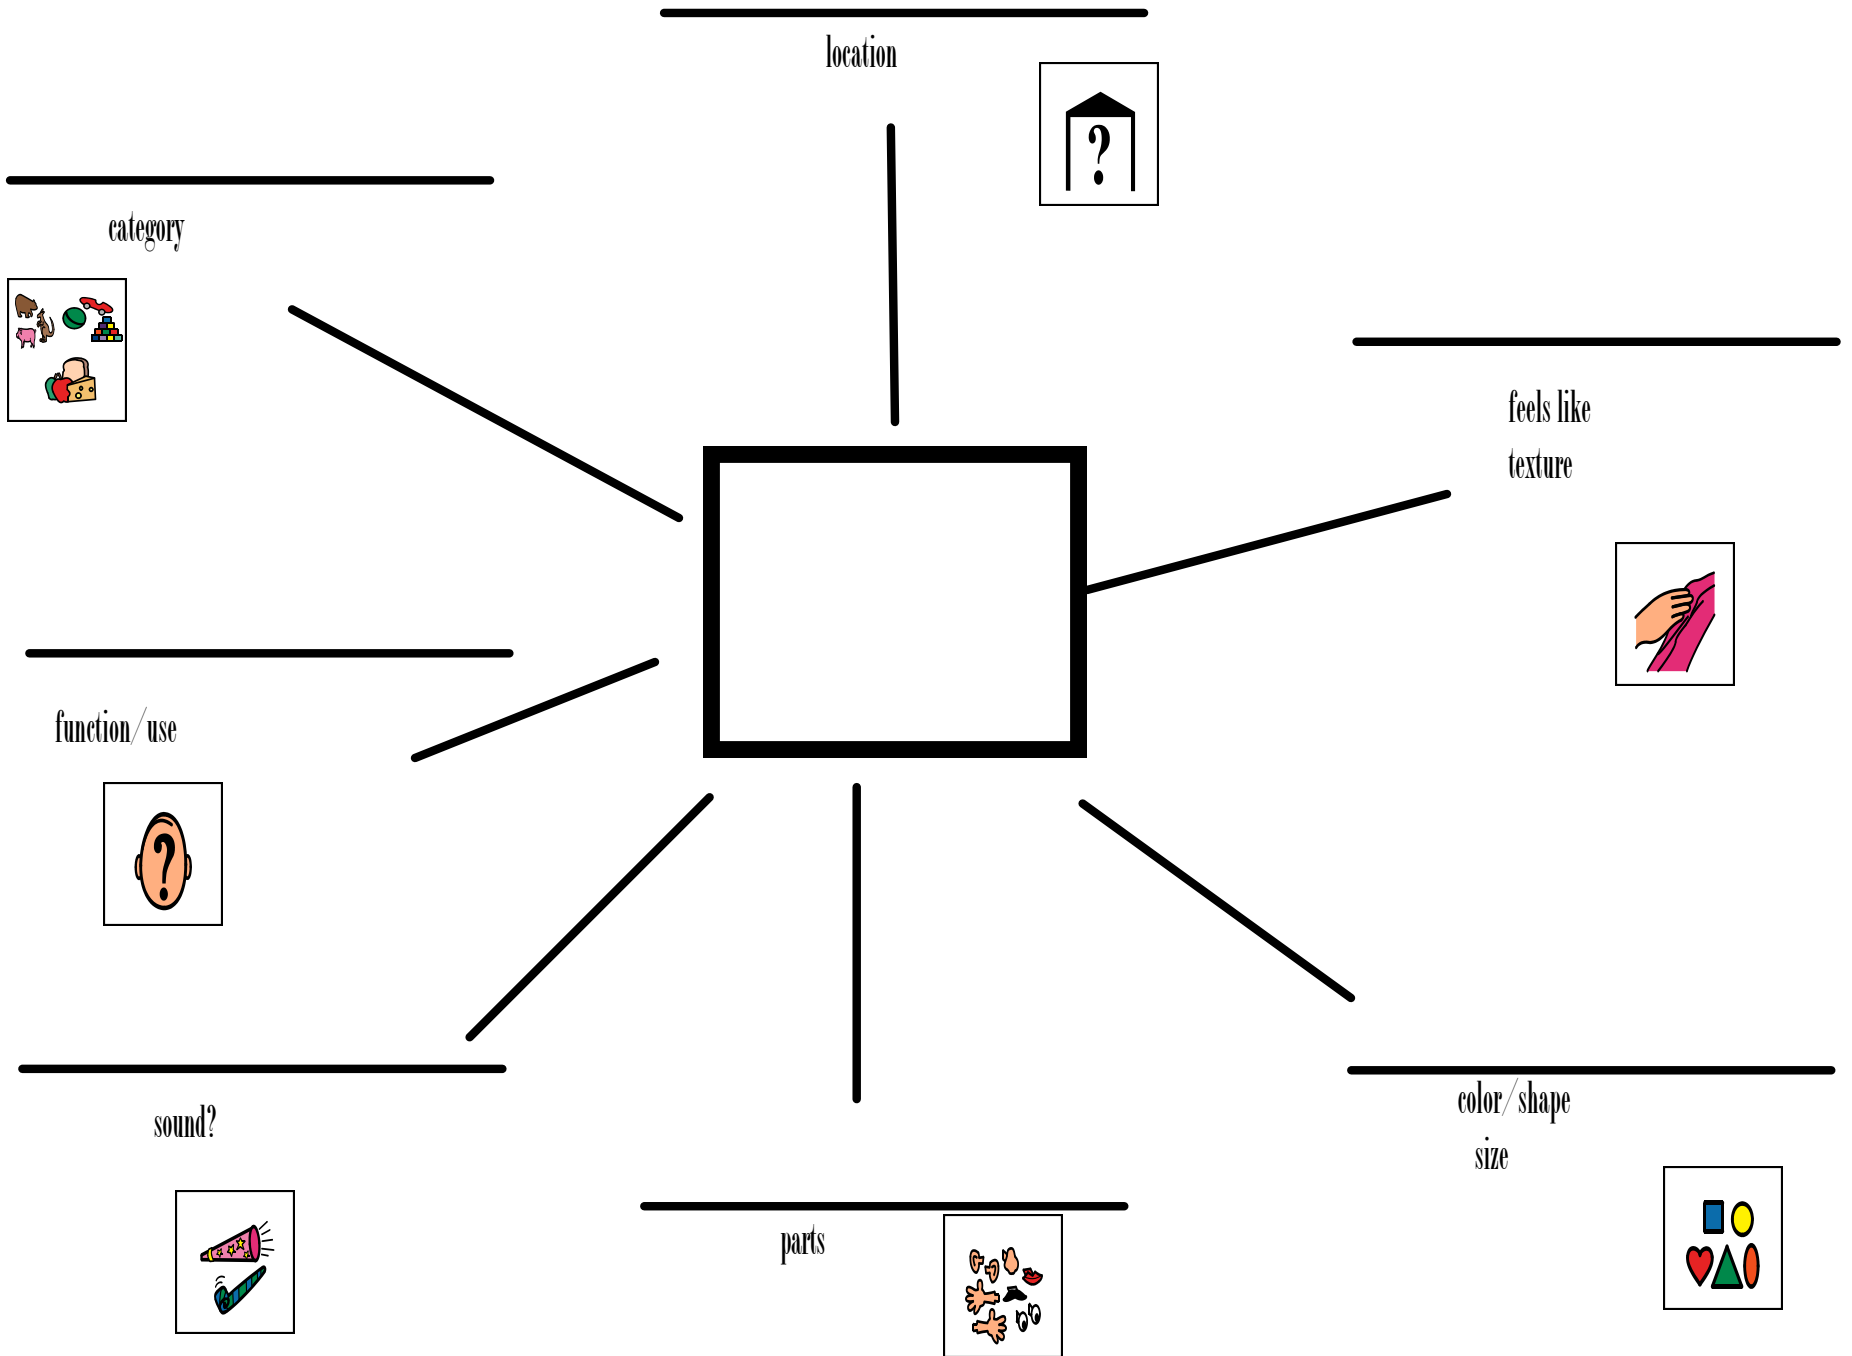 location
?
category
feels like
texture
function/use
?
sound?
color/shape
size
parts